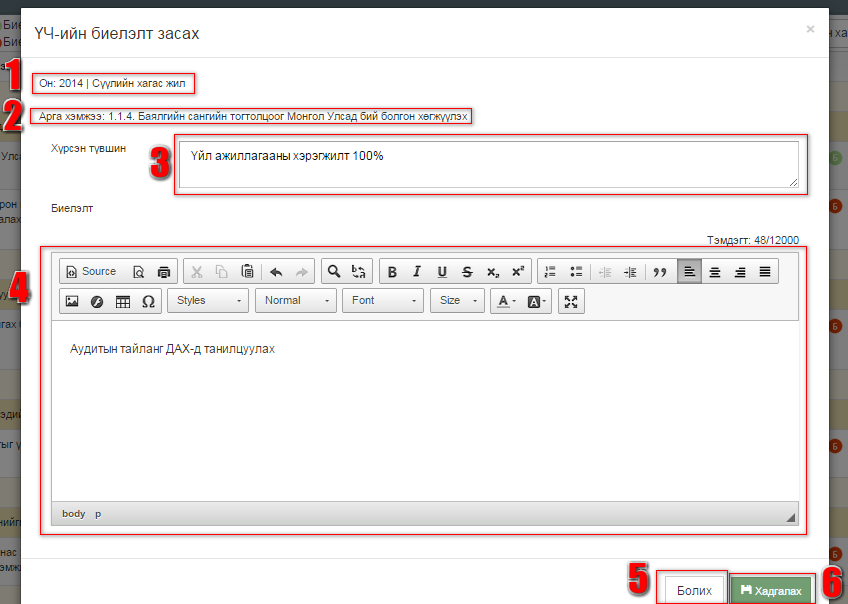 ҮЧ-ийн биелэлт засах
×
1
Он: 2014 | Сүүлийн хагас жил
2
Арга хэмжээ: 1.1.4. Баялгийн сангийн тогтолцоог Монгол Улсад бий болгон хөгжүүлэх
Хүрсэн түвшин
3
Үйл ажиллагааны хэрэгжилт 100%
Биелэлт
Тэмдэгт: 48/12000
4
Source
Styles Normal Font Size
Аудитын тайланг ДАХ-д танилцуулах
body p
5
Болих
Хадгалах
6